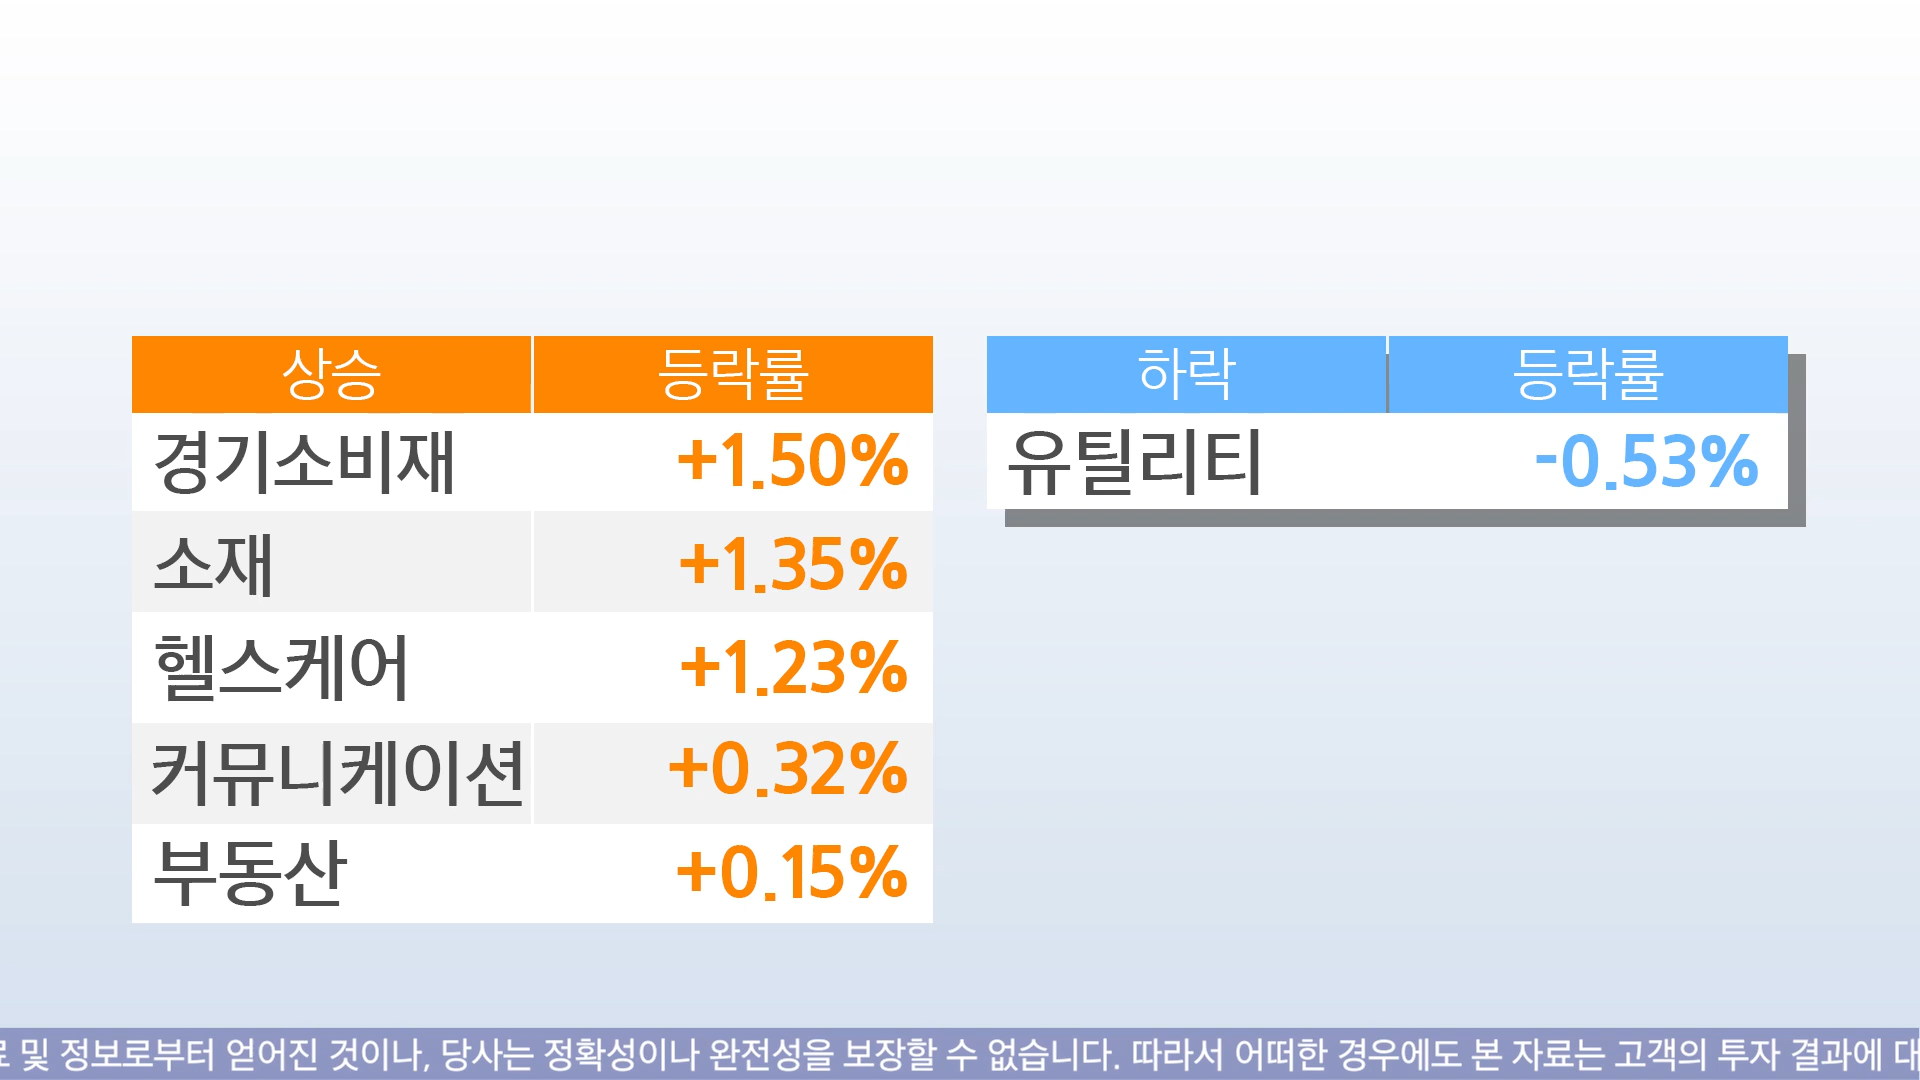 상승 등락률
경기소비재 +1.50%
소재 +1.35%
헬스케어 +1.23%
커뮤니케이션 +0.32%
부동산 +0.15%
하락 등락률
유틸리티 -0.53%
및 정보로부터 얻어진 것이나, 당사는 정확성이나 완전성을 보장할 수 없습니다. 따라서 어떠한 경우에도 본 자료는 고객의 투자 결과에 대